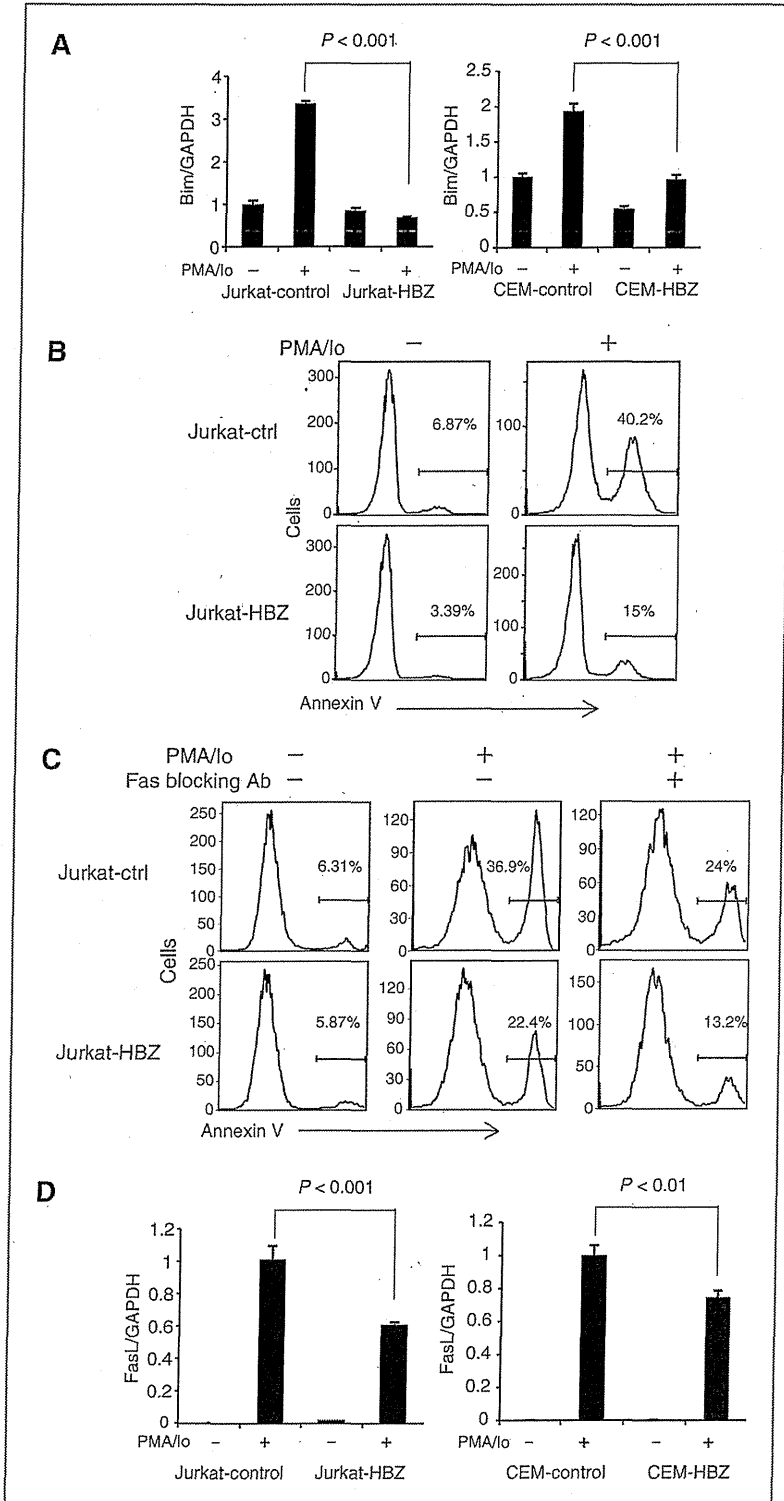 A
P < 0.001
P < 0.001
Bim/GAPDH
4
3
2
1
0
PMA/Io − + − +
Jurkat-control Jurkat-HBZ
Bim/GAPDH
2.5
2
1.5
1
0.5
0
PMA/Io − + − +
CEM-control CEM-HBZ
B
PMA/Io − +
Jurkat-ctrl
300
200
100
0
6.87%
100
0
40.2%
Cells
Jurkat-HBZ
300
200
100
0
3.39%
200
100
0
15%
Annexin V
C
PMA/Io − + +
Fas blocking Ab − − +
Jurkat-ctrl
250
200
150
100
50
0
6.31%
120
90
60
30
0
36.9%
120
90
60
30
0
24%
Cells
Jurkat-HBZ
250
200
150
100
50
0
5.87%
120
90
60
30
0
22.4%
150
100
50
0
13.2%
Annexin V
D
P < 0.001
P < 0.01
FasL/GAPDH
1.2
1
0.8
0.6
0.4
0.2
0
PMA/Io − + − +
Jurkat-control Jurkat-HBZ
FasL/GAPDH
1.2
1
0.8
0.6
0.4
0.2
0
PMA/Io − + − +
CEM-control CEM-HBZ